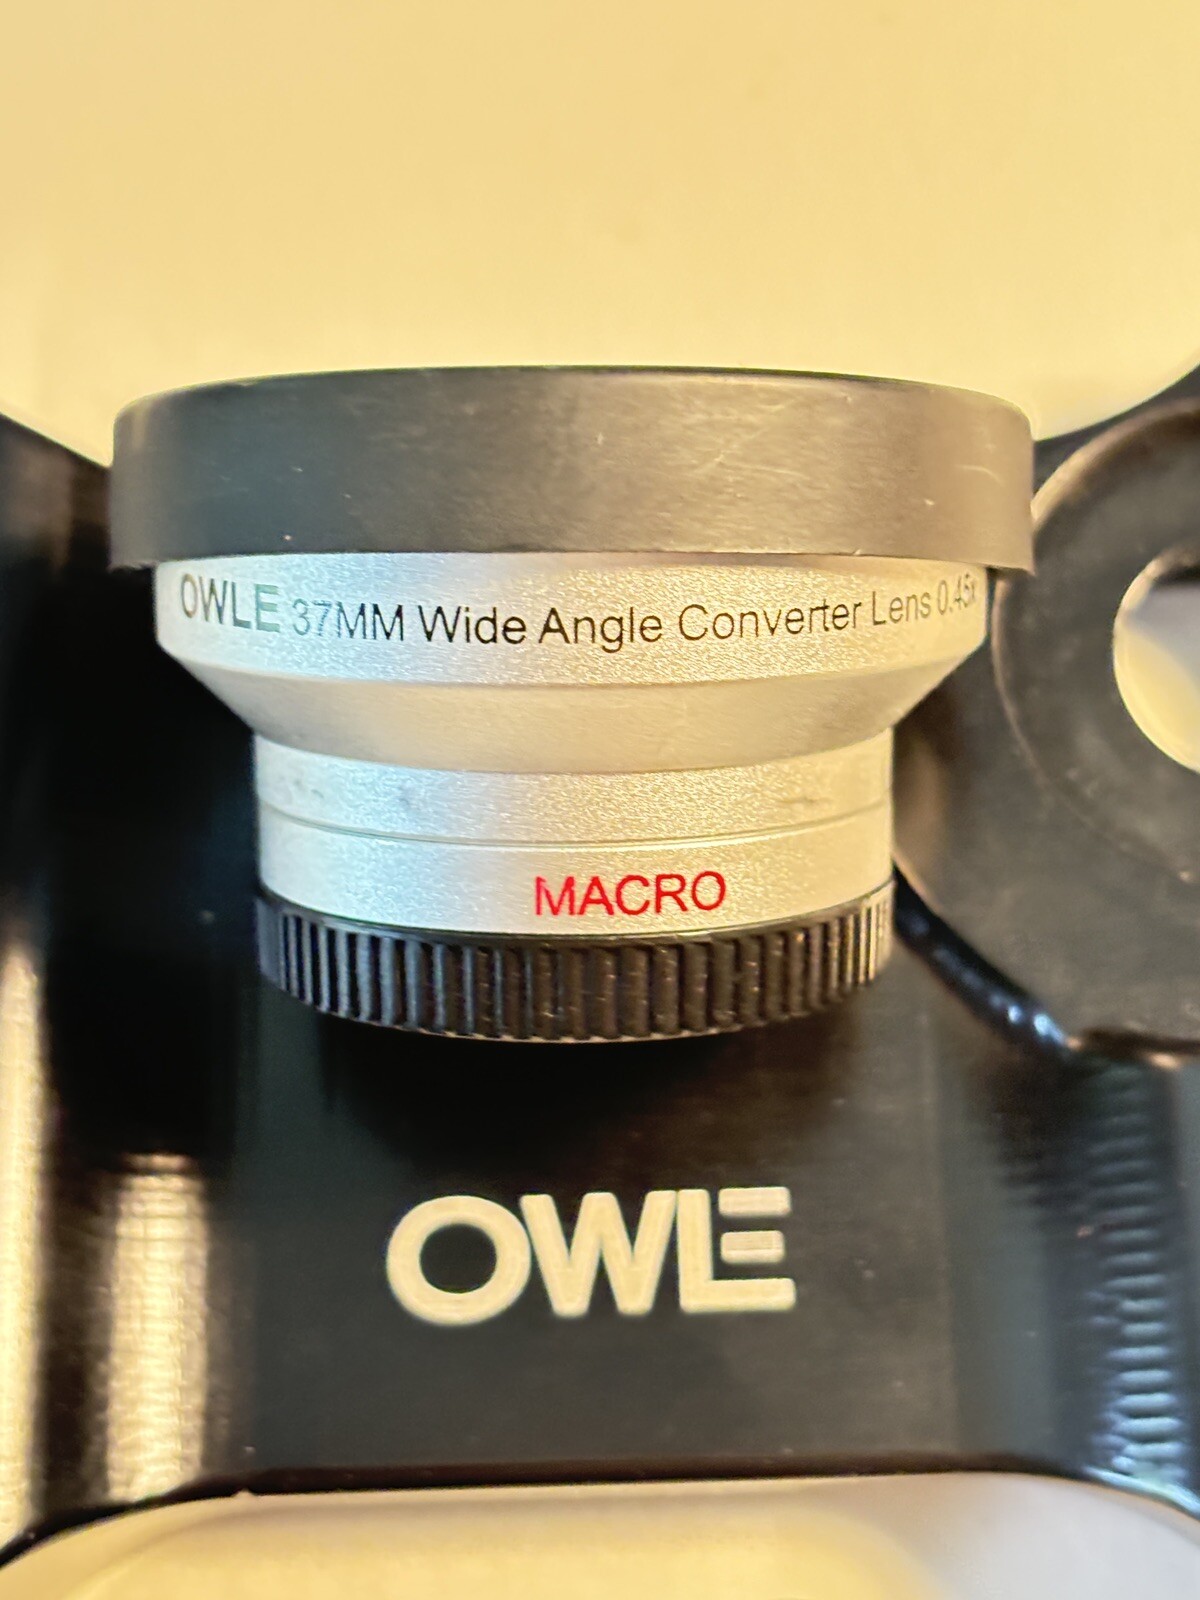 OWLE 37MM Wide Angle Converter Lens 0.45x
MACRO
OWLE